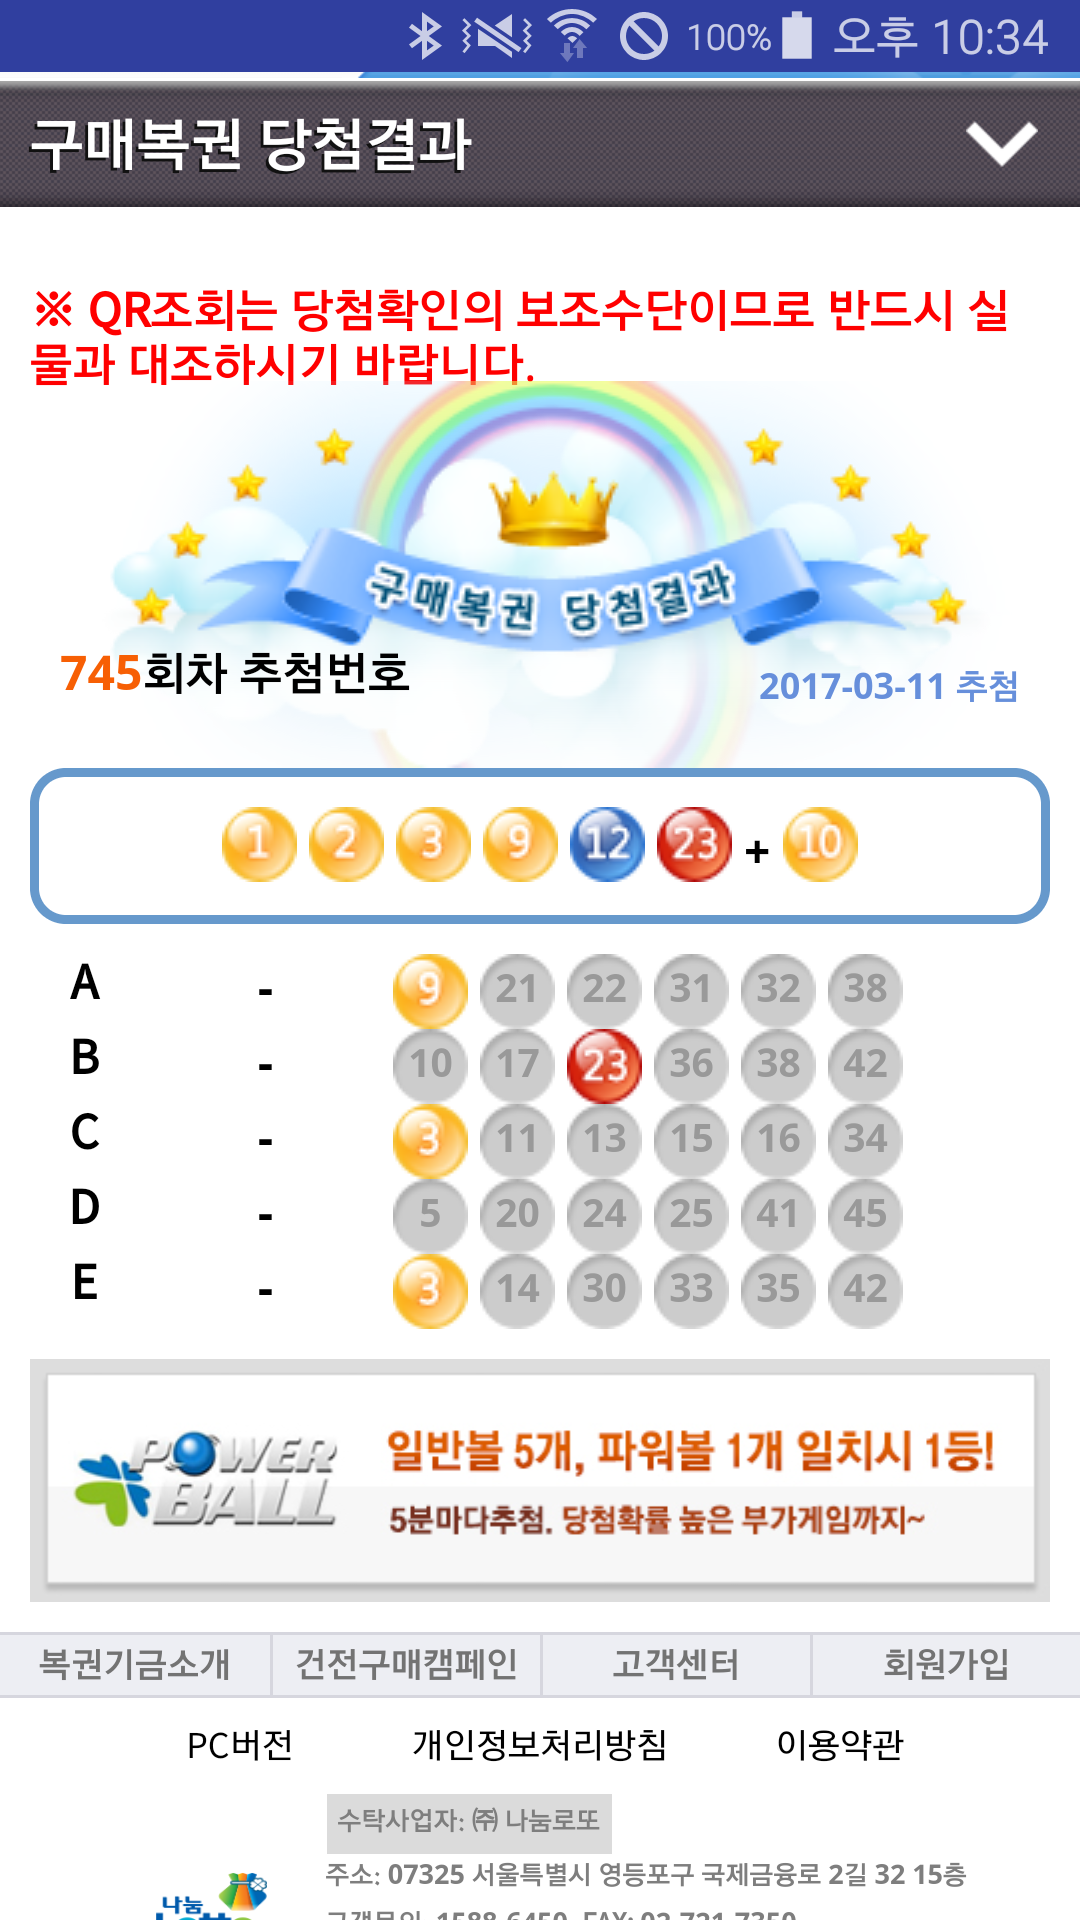 100% 오후 10:34
구매복권 당첨결과
※ QR조회는 당첨확인의 보조수단이므로 반드시 실
물과 대조하시기 바랍니다.
구매복권 당첨결과
745회차 추첨번호
2017-03-11 추첨
1 2 3 9 12 23 + 10
A - 9 21 22 31 32 38
B - 10 17 23 36 38 42
C - 3 11 13 15 16 34
D - 5 20 24 25 41 45
E - 3 14 30 33 35 42
POWER BALL
일반볼 5개, 파워볼 1개 일치시 1등!
5분마다추첨. 당첨확률 높은 부가게임까지~
복권기금소개 건전구매캠페인 고객센터 회원가입
PC버전 개인정보처리방침 이용약관
수탁사업자: ㈜ 나눔로또
주소: 07325 서울특별시 영등포구 국제금융로 2길 32 15층
나눔